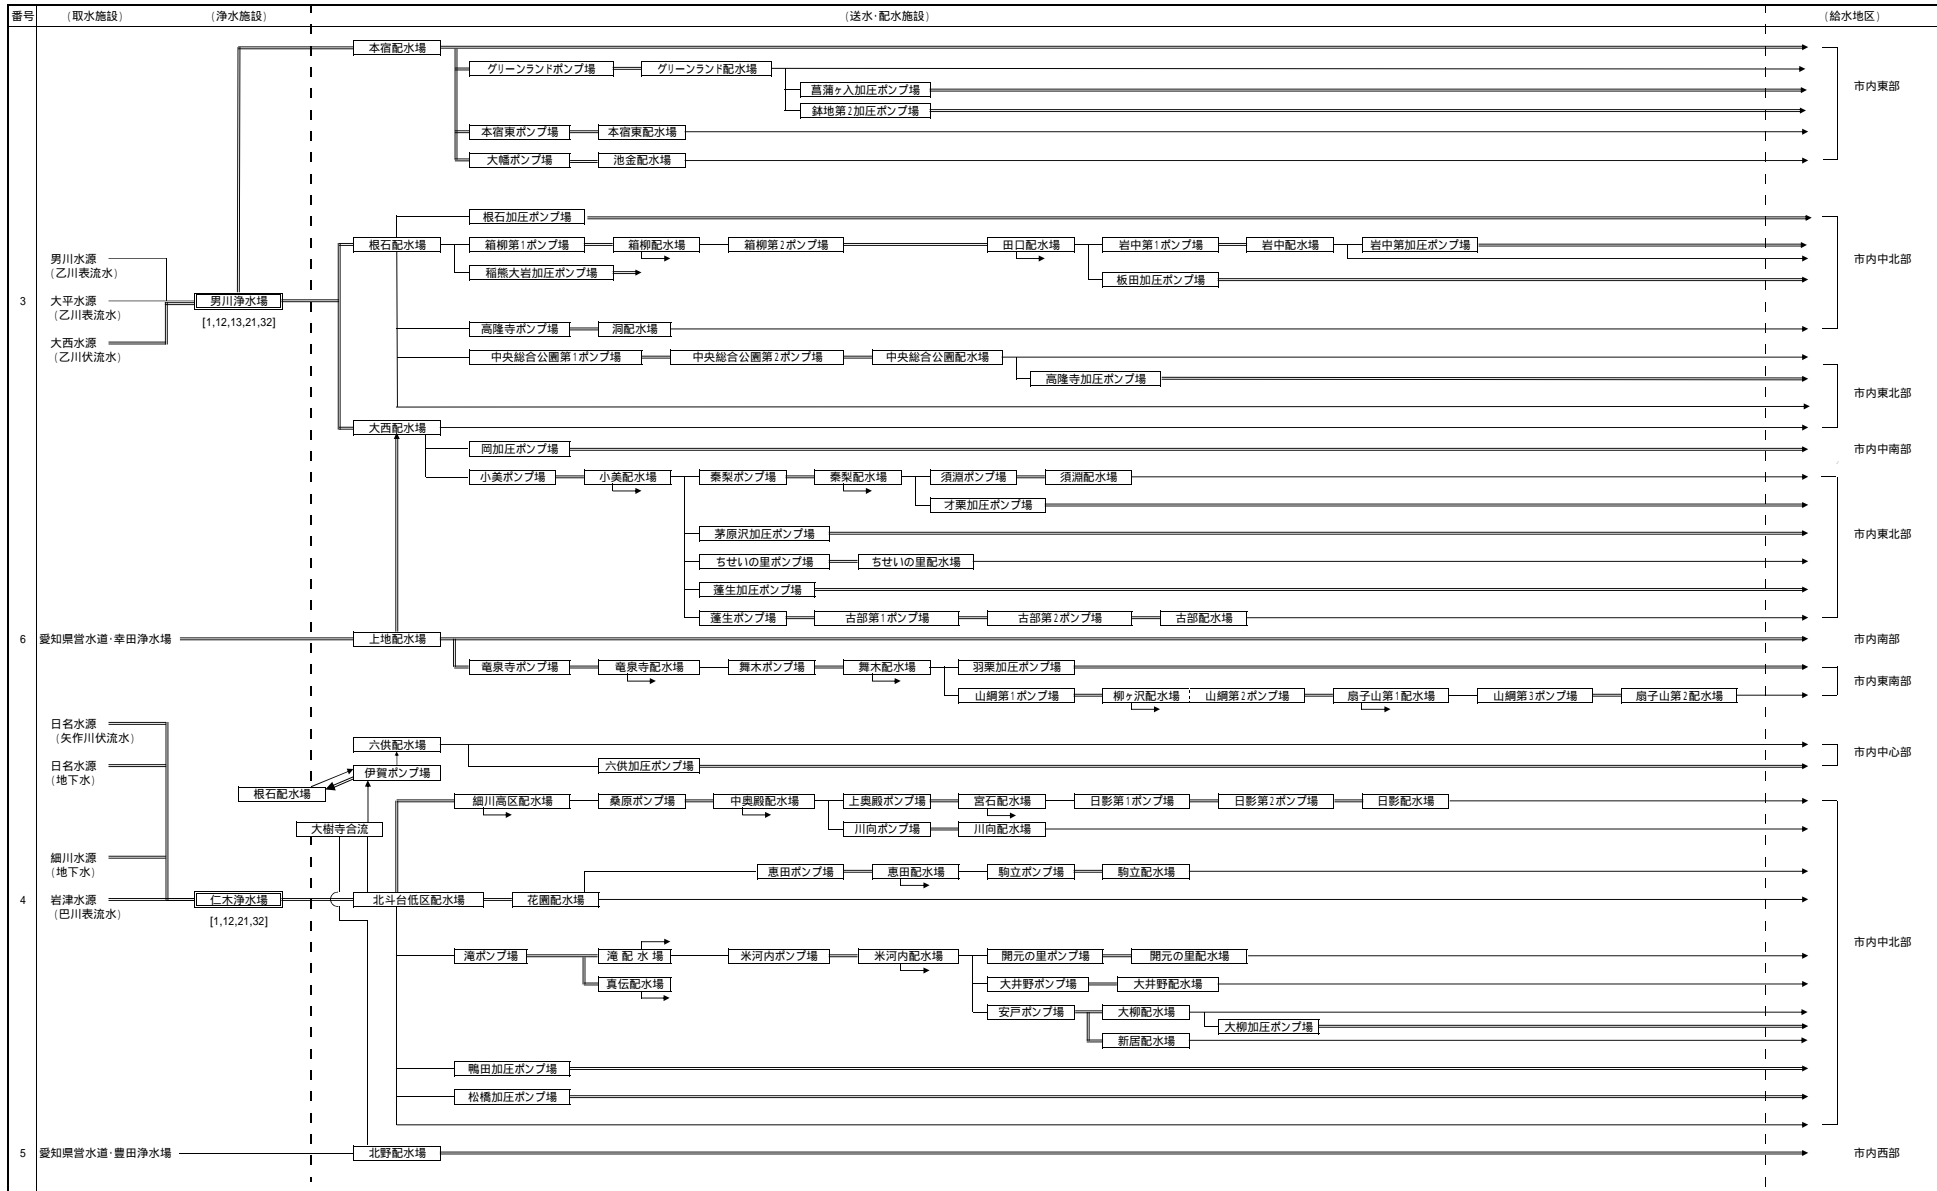 番号 (取水施設) (浄水施設) (送水・配水施設) (給水地区)
本宿配水場
グリーンランドポンプ場 グリーンランド配水場
市内東部
菖蒲ヶ入加圧ポンプ場
鉢地第2加圧ポンプ場
本宿東ポンプ場 本宿東配水場
大幡ポンプ場 池金配水場
根石加圧ポンプ場
根石配水場 箱柳第1ポンプ場 箱柳配水場 箱柳第2ポンプ場 田口配水場 岩中第1ポンプ場 岩中配水場 岩中第加圧ポンプ場
男川水源 市内中北部
(乙川表流水) 稲熊大岩加圧ポンプ場
板田加圧ポンプ場
3 大平水源 男川浄水場
(乙川表流水)
[1,12,13,21,32]
高隆寺ポンプ場 洞配水場
大西水源
(乙川伏流水) 中央総合公園第1ポンプ場 中央総合公園第2ポンプ場 中央総合公園配水場
高隆寺加圧ポンプ場
市内東北部
大西配水場
岡加圧ポンプ場 市内中南部
小美ポンプ場 小美配水場 秦梨ポンプ場 秦梨配水場 須淵ポンプ場 須淵配水場
才栗加圧ポンプ場
茅原沢加圧ポンプ場 市内東北部
ちせいの里ポンプ場 ちせいの里配水場
蓬生加圧ポンプ場
蓬生ポンプ場 古部第1ポンプ場 古部第2ポンプ場 古部配水場
6 愛知県営水道・幸田浄水場 上地配水場 市内南部
竜泉寺ポンプ場 竜泉寺配水場 舞木ポンプ場 舞木配水場 羽栗加圧ポンプ場
市内東南部
山綱第1ポンプ場 柳ヶ沢配水場 山綱第2ポンプ場 扇子山第1配水場 山綱第3ポンプ場 扇子山第2配水場
日名水源
(矢作川伏流水)
六供配水場
市内中心部
日名水源 六供加圧ポンプ場
(地下水) 伊賀ポンプ場
根石配水場
細川高区配水場 桑原ポンプ場 中奥殿配水場 上奥殿ポンプ場 宮石配水場 日影第1ポンプ場 日影第2ポンプ場 日影配水場
大樹寺合流 川向ポンプ場 川向配水場
細川水源
(地下水) 恵田ポンプ場 恵田配水場 駒立ポンプ場 駒立配水場
4 岩津水源 仁木浄水場 北斗台低区配水場 花園配水場
(巴川表流水)
[1,12,21,32]
市内中北部
滝ポンプ場 滝配水場 米河内ポンプ場 米河内配水場 開元の里ポンプ場 開元の里配水場
真伝配水場 大井野ポンプ場 大井野配水場
安戸ポンプ場 大柳配水場
大柳加圧ポンプ場
新居配水場
鴨田加圧ポンプ場
松橋加圧ポンプ場
5 愛知県営水道・豊田浄水場 北野配水場 市内西部